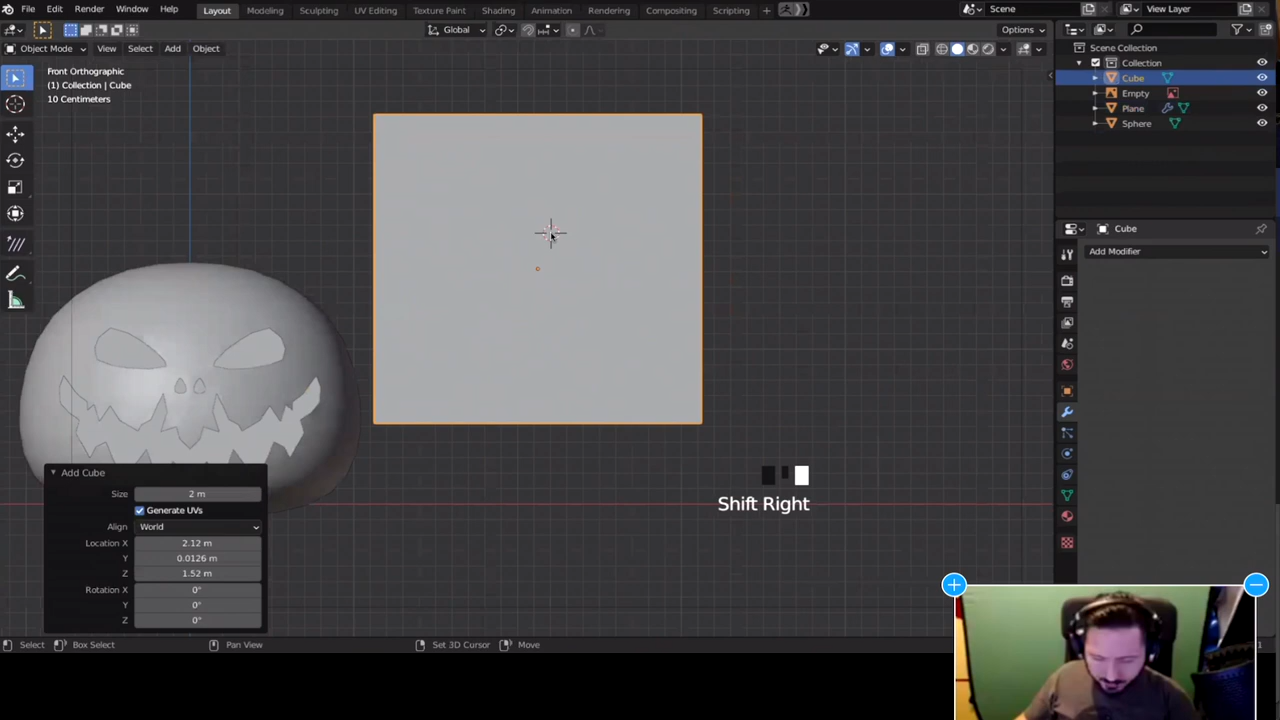 File Edit Render Window Help Layout Modeling Sculpting UV Editing Texture Paint Shading Animation Rendering Compositing Scripting + Scene View Layer
Global Options
Object Mode View Select Add Object
Front Orthographic
(1) Collection | Cube
10 Centimeters
Scene Collection
Collection
Cube
Empty
Plane
Sphere
Cube
Add Modifier
Add Cube
Size 2 m
Generate UVs
Align World
Location X 2.12 m
Y 0.0126 m
Z 1.52 m
Rotation X 0°
Y 0°
Z 0°
Shift Right
Select Box Select Pan View Set 3D Cursor Move